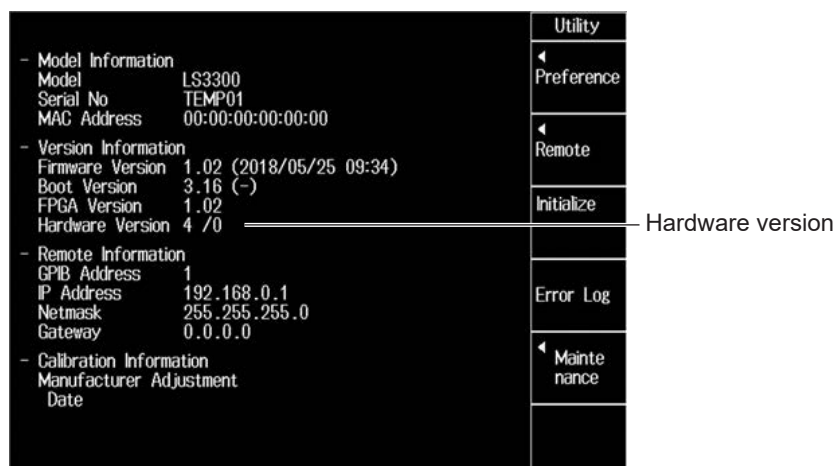 Utility
- Model Information
Model LS3300
Serial No TEMP01
MAC Address 00:00:00:00:00:00
- Version Information
Firmware Version 1.02 (2018/05/25 09:34)
Boot Version 3.16 (-)
FPGA Version 1.02
Hardware Version 4 /0
- Remote Information
GPIB Address 1
IP Address 192.168.0.1
Netmask 255.255.255.0
Gateway 0.0.0.0
- Calibration Information
Manufacturer Adjustment
Date
Preference
Remote
Initialize
Error Log
Mainte
nance
Hardware version